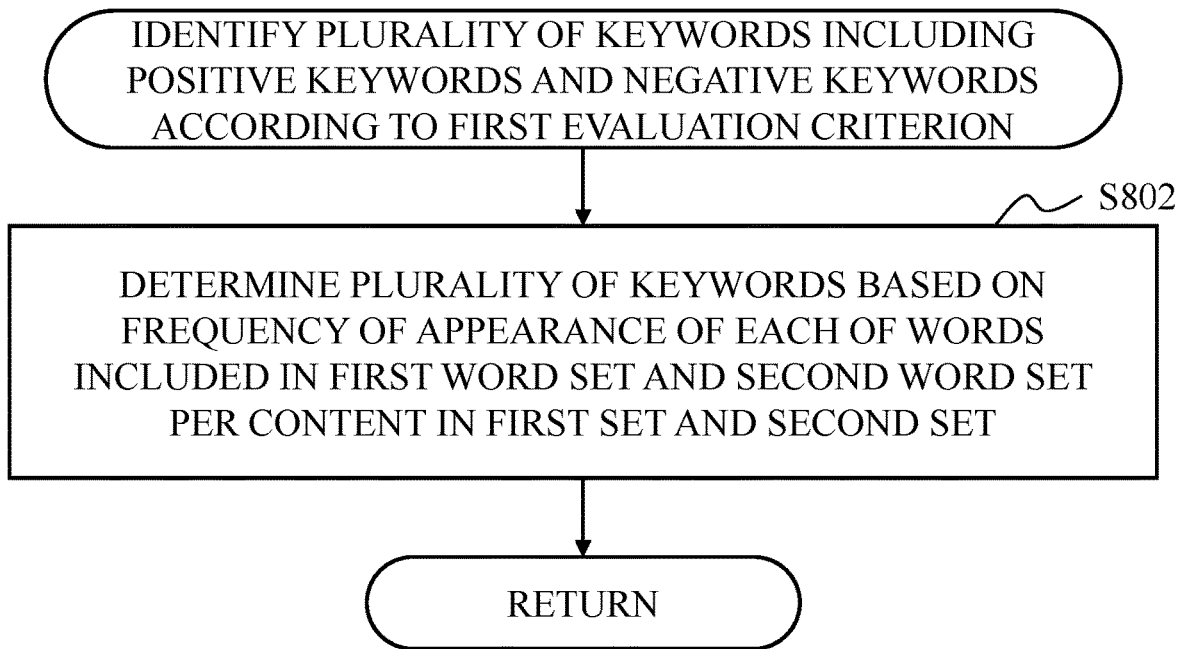 IDENTIFY PLURALITY OF KEYWORDS INCLUDING
POSITIVE KEYWORDS AND NEGATIVE KEYWORDS
ACCORDING TO FIRST EVALUATION CRITERION
S802
DETERMINE PLURALITY OF KEYWORDS BASED ON
FREQUENCY OF APPEARANCE OF EACH OF WORDS
INCLUDED IN FIRST WORD SET AND SECOND WORD SET
PER CONTENT IN FIRST SET AND SECOND SET
RETURN